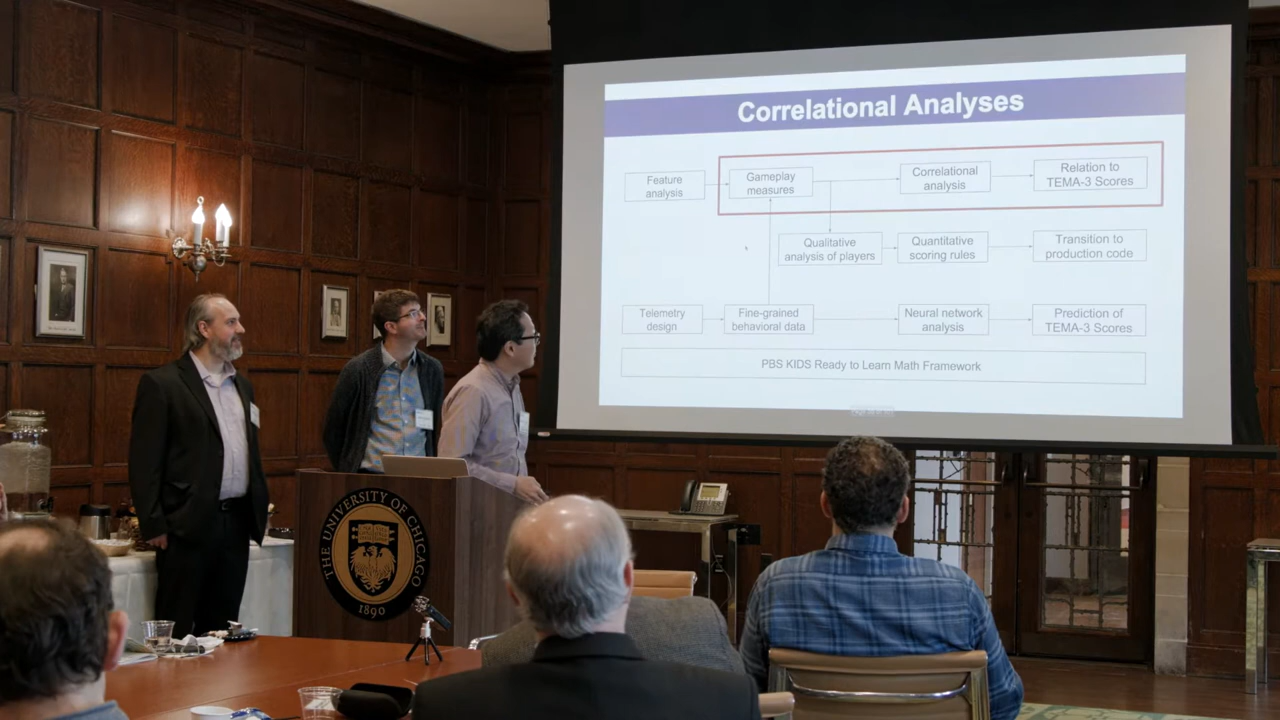 Correlational Analyses
Feature
analysis
Gameplay
measures
Correlational
analysis
Relation to
TEMA-3 Scores
Qualitative
analysis of players
Quantitative
scoring rules
Transition to
production code
Telemetry
design
Fine-grained
behavioral data
Neural network
analysis
Prediction of
TEMA-3 Scores
PBS KIDS Ready to Learn Math Framework
THE UNIVERSITY OF CHICAGO
1890